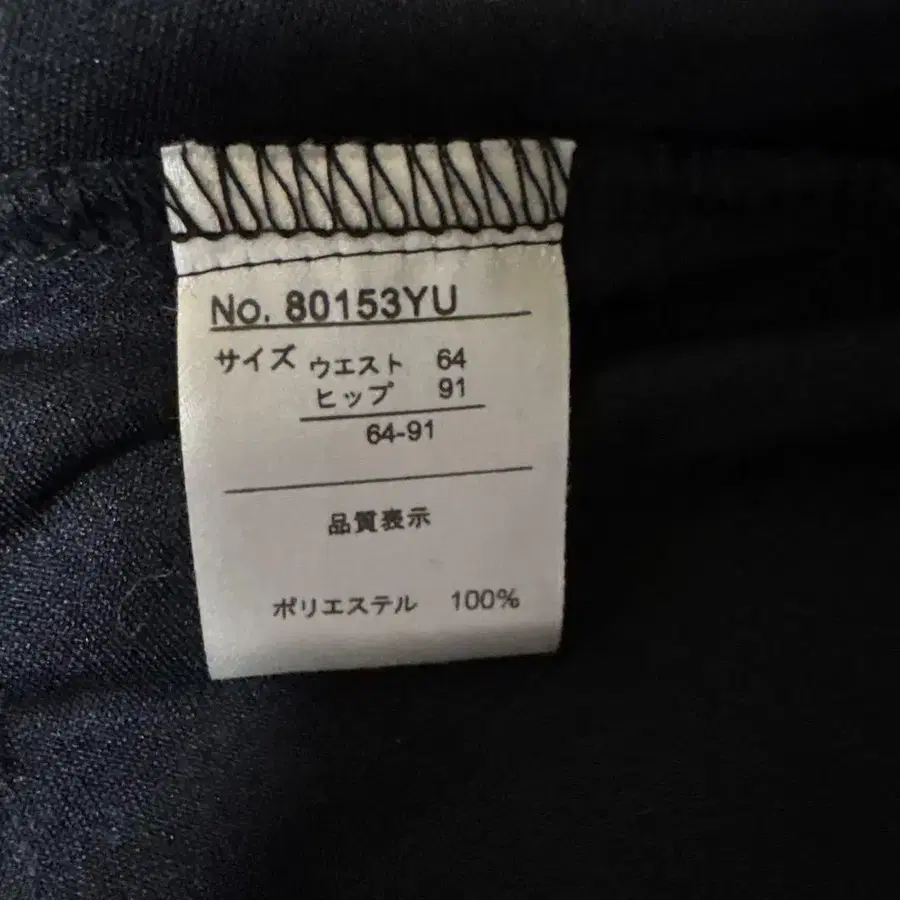 No. 80153YU
サイズ ウエスト 64
ヒップ 91
64-91
品質表示
ポリエステル 100%